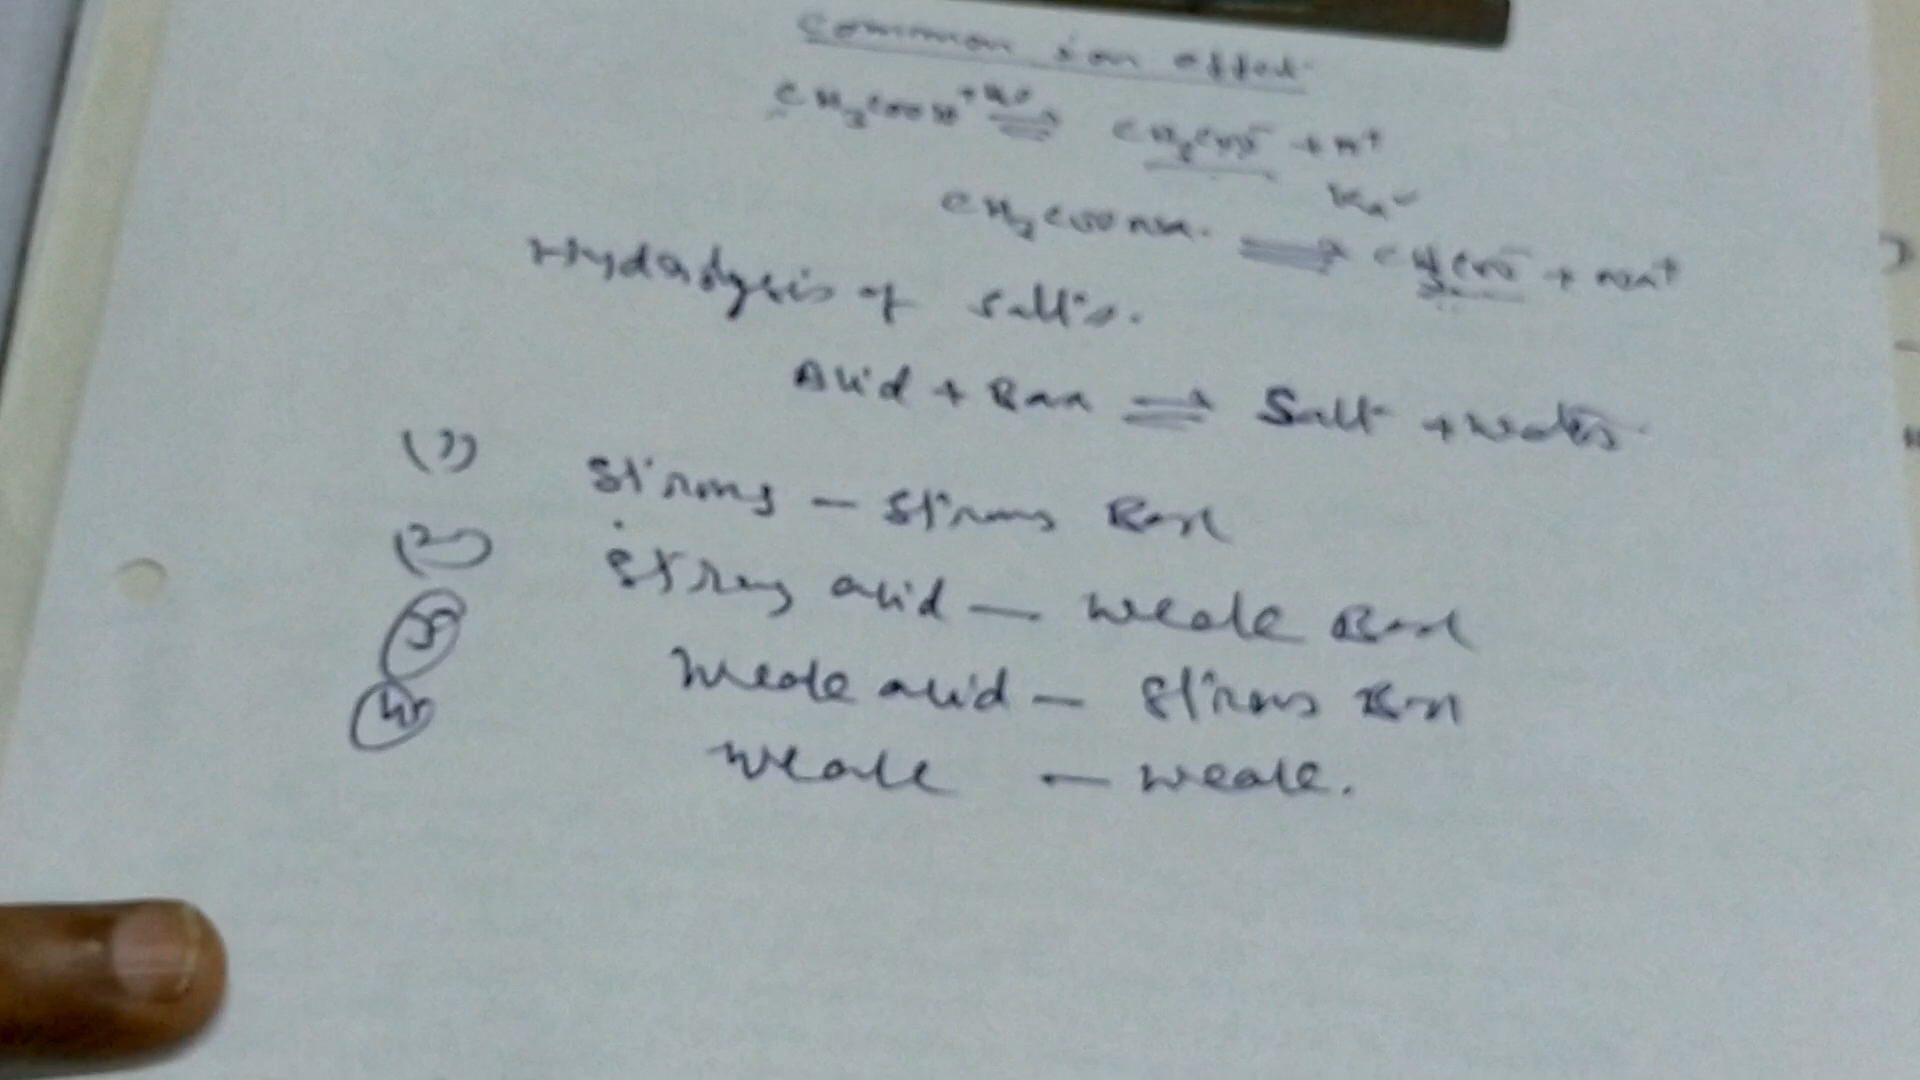 Common ion effect
CH3COOH +H2O ⇌ CH3COO- + H+
Ka
CH3COONa ⇌ CH3COO- + Na+
Hydrolysis of salts.
Acid + Base ⇌ Salt + water
(1) Strong - Strong Base
(2) Strong acid - weak Base
(3) Weak acid - Strong Base
(4) weak - weak.